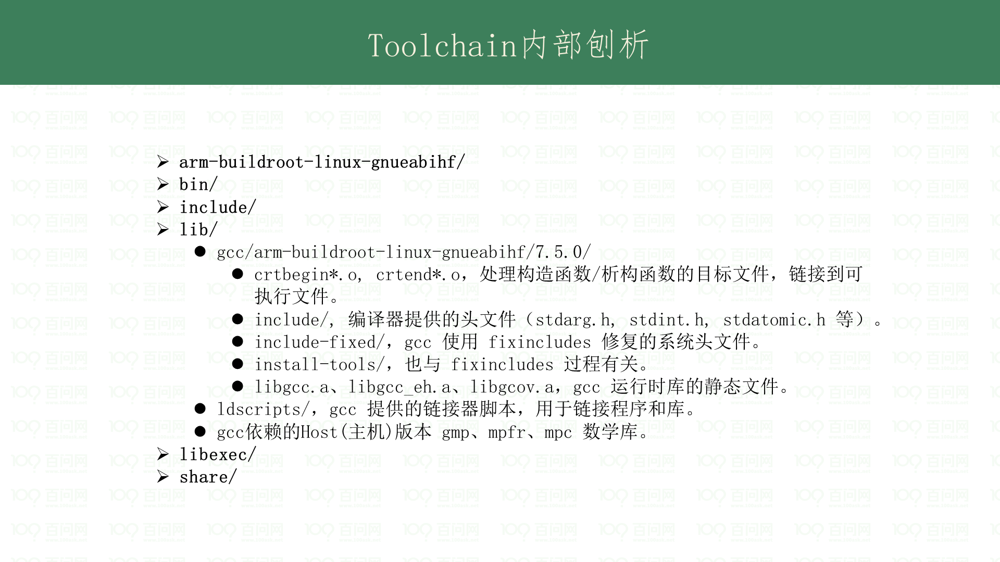 Toolchain内部刨析
➢ arm-buildroot-linux-gnueabihf/
➢ bin/
➢ include/
➢ lib/
● gcc/arm-buildroot-linux-gnueabihf/7.5.0/
● crtbegin*.o, crtend*.o，处理构造函数/析构函数的目标文件，链接到可
执行文件。
● include/, 编译器提供的头文件（stdarg.h, stdint.h, stdatomic.h 等）。
● include-fixed/，gcc 使用 fixincludes 修复的系统头文件。
● install-tools/，也与 fixincludes 过程有关。
● libgcc.a、libgcc_eh.a、libgcov.a，gcc 运行时库的静态文件。
● ldscripts/，gcc 提供的链接器脚本，用于链接程序和库。
● gcc依赖的Host(主机)版本 gmp、mpfr、mpc 数学库。
➢ libexec/
➢ share/